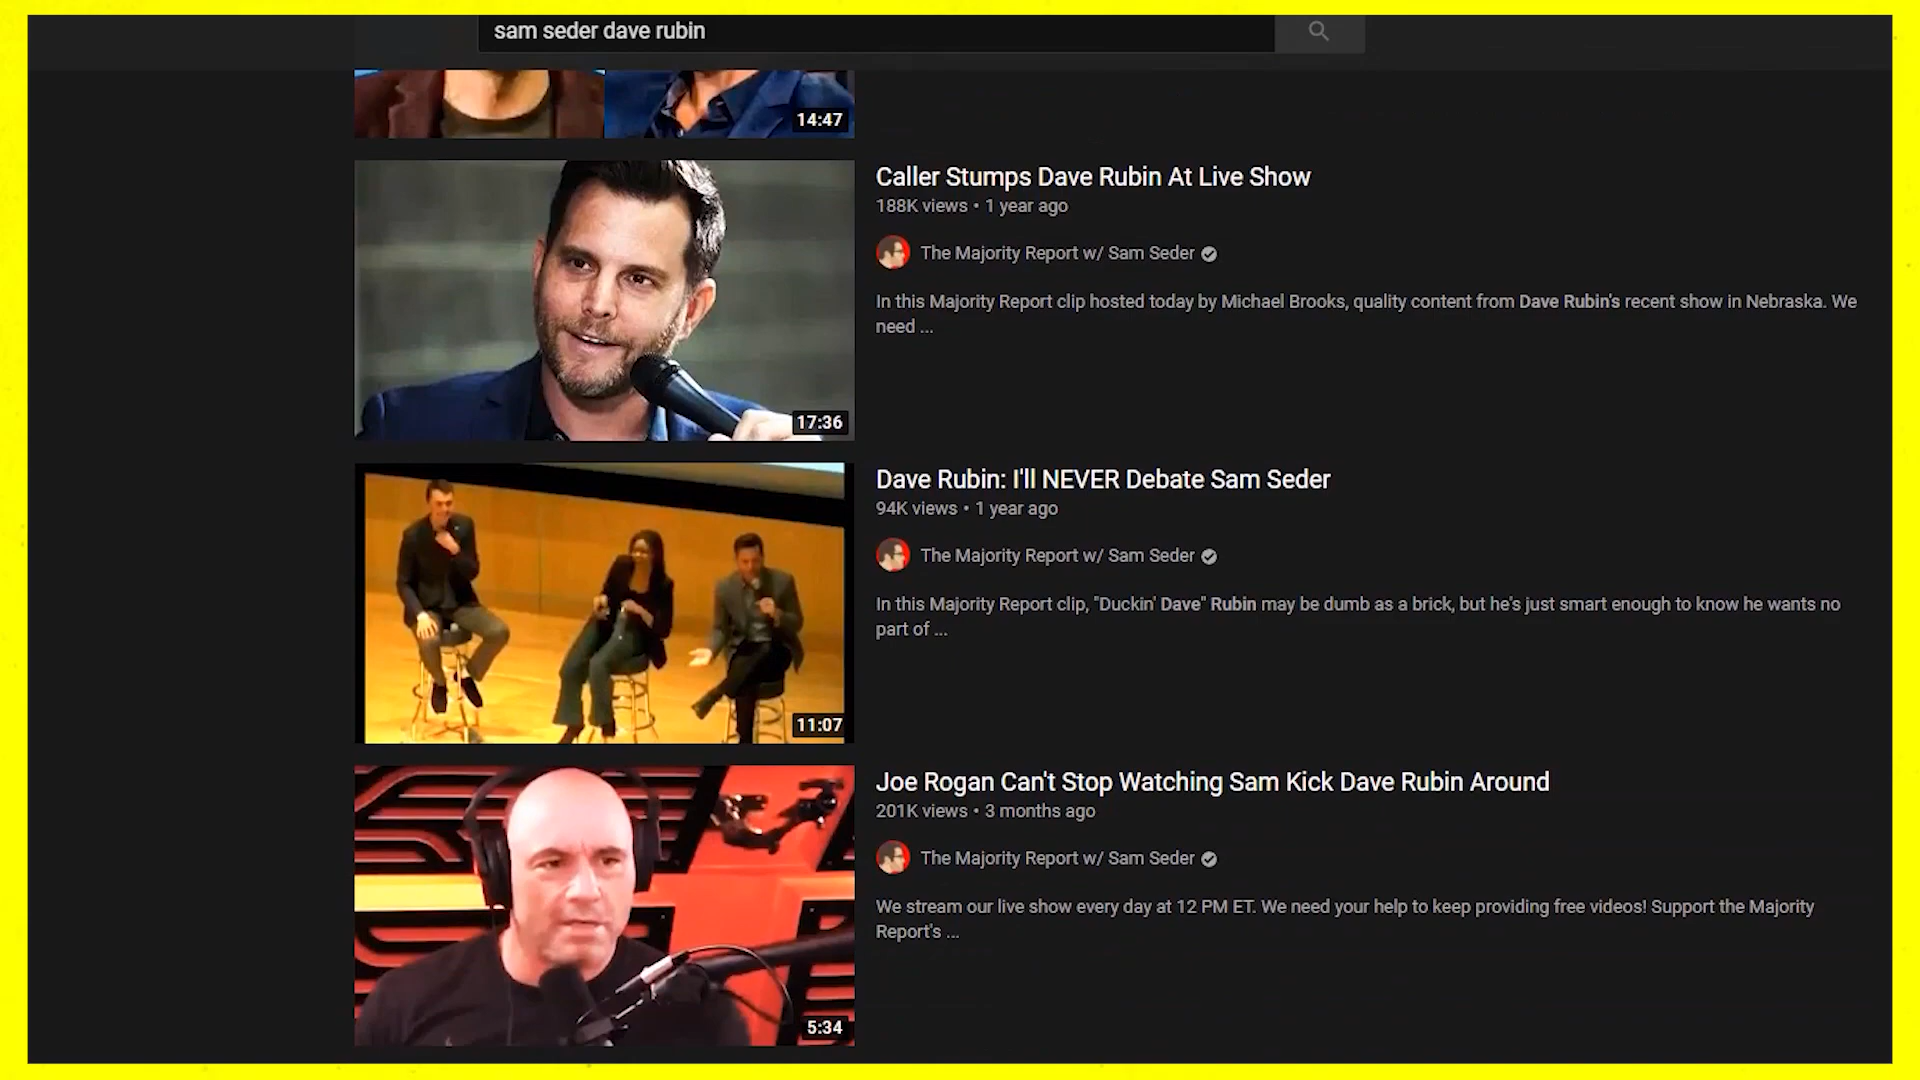 sam seder dave rubin
14:47
Caller Stumps Dave Rubin At Live Show
188K views • 1 year ago
The Majority Report w/ Sam Seder
In this Majority Report clip hosted today by Michael Brooks, quality content from Dave Rubin's recent show in Nebraska. We
need ...
17:36
Dave Rubin: I'll NEVER Debate Sam Seder
94K views • 1 year ago
The Majority Report w/ Sam Seder
In this Majority Report clip, "Duckin' Dave" Rubin may be dumb as a brick, but he's just smart enough to know he wants no
part of ...
11:07
Joe Rogan Can't Stop Watching Sam Kick Dave Rubin Around
201K views • 3 months ago
The Majority Report w/ Sam Seder
We stream our live show every day at 12 PM ET. We need your help to keep providing free videos! Support the Majority
Report's ...
5:34